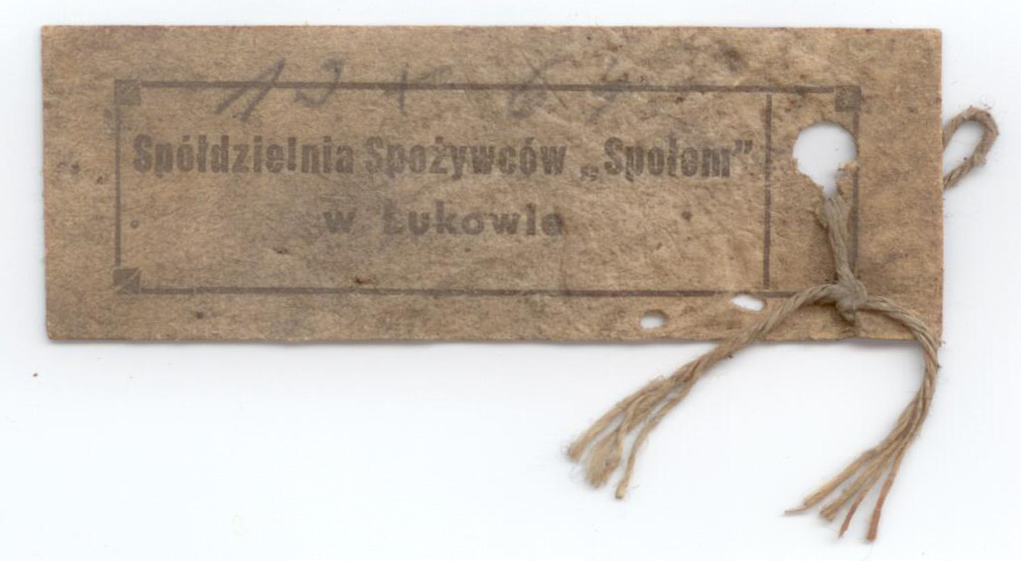 Spółdzielnia Spożywców „Społem”
w Łukowie